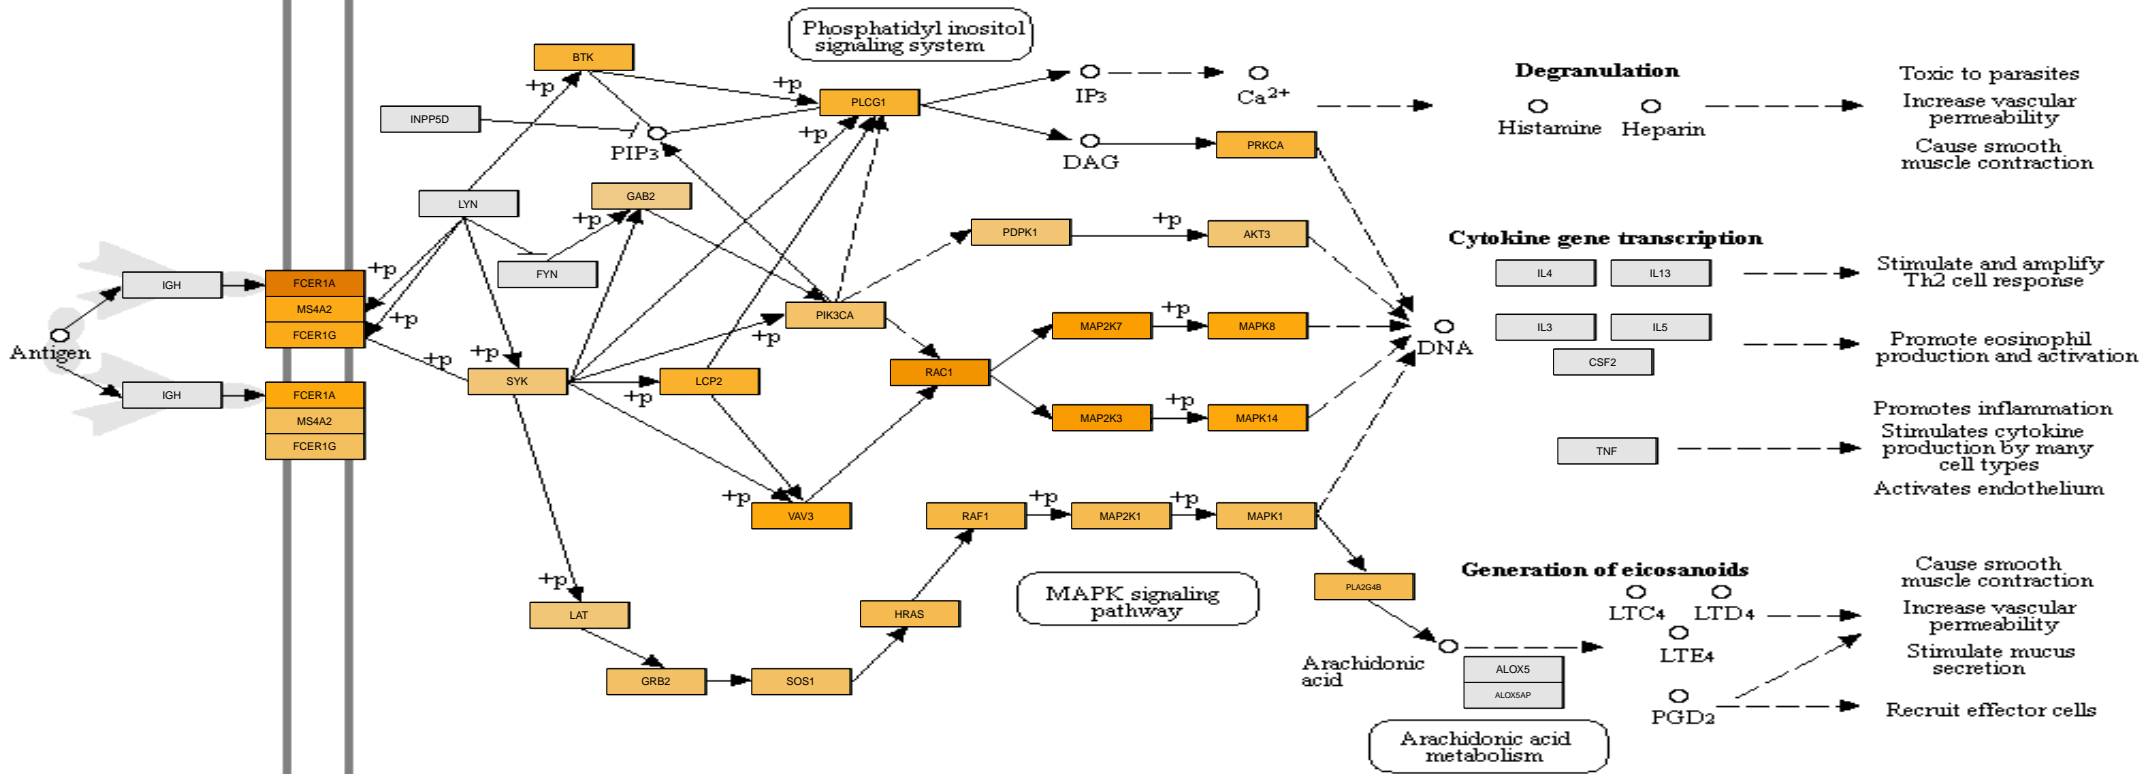 Phosphatidyl inositol
signaling system
BTK
+p
+p
PLCG1
+p
INPP5D
PIP3
IP3
Ca2+
DAG
PRKCA
Degranulation
Histamine
Heparin
Toxic to parasites
Increase vascular
permeability
Cause smooth
muscle contraction
LYN
GAB2
+p
FYN
PDPK1
+p
AKT3
Cytokine gene transcription
IL4
IL13
Stimulate and amplify
Th2 cell response
IL3
IL5
CSF2
Promote eosinophil
production and activation
TNF
Promotes inflammation
Stimulates cytokine
production by many
cell types
Activates endothelium
Antigen
IGH
IGH
FCER1A
MS4A2
FCER1G
+p
+p
+p
FCER1A
MS4A2
FCER1G
+p
SYK
+p
LCP2
+p
PIK3CA
RAC1
MAP2K7
+p
MAPK8
MAP2K3
+p
MAPK14
DNA
+p
VAV3
RAF1
+p
MAP2K1
+p
MAPK1
+p
LAT
GRB2
SOS1
HRAS
MAPK signaling
pathway
PLA2G4B
Arachidonic
acid
Generation of eicosanoids
LTC4
LTD4
LTE4
PGD2
ALOX5
ALOX5AP
Arachidonic acid
metabolism
Cause smooth
muscle contraction
Increase vascular
permeability
Stimulate mucus
secretion
Recruit effector cells